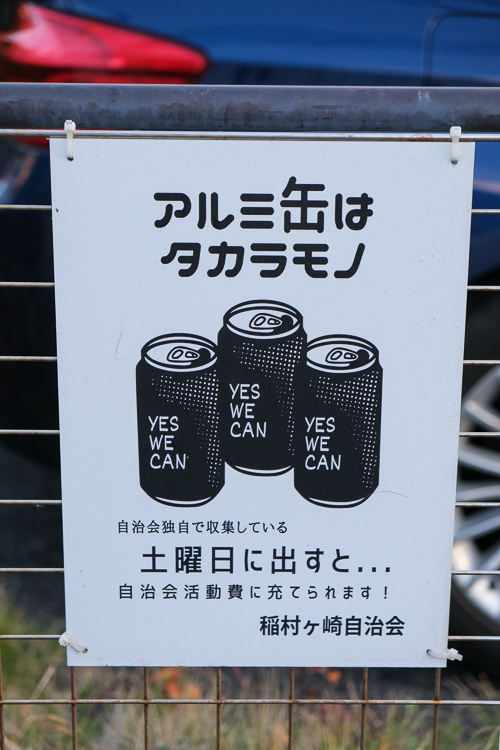 アルミ缶は
タカラモノ
YES
WE
CAN
YES
WE
CAN
YES
WE
CAN
自治会独自で収集している
土曜日に出すと...
自治会活動費に充てられます！
稲村ヶ崎自治会